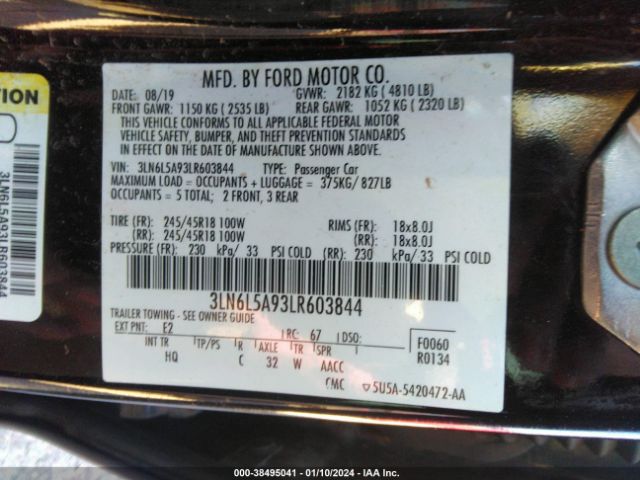 MFD. BY FORD MOTOR CO.
DATE: 08/19 GVWR: 2182 KG ( 4810 LB)
FRONT GAWR: 1150 KG ( 2535 LB) REAR GAWR: 1052 KG ( 2320 LB)
THIS VEHICLE CONFORMS TO ALL APPLICABLE FEDERAL MOTOR
VEHICLE SAFETY, BUMPER, AND THEFT PREVENTION STANDARDS
IN EFFECT ON THE DATE OF MANUFACTURE SHOWN ABOVE.
VIN: 3LN6L5A93LR603844 TYPE: Passenger Car
MAXIMUM LOAD = OCCUPANTS + LUGGAGE = 375KG/ 827LB
OCCUPANTS = 5 TOTAL; 2 FRONT, 3 REAR
TIRE (FR): 245/45R18 100W RIMS (FR): 18x8.0J
(RR): 245/45R18 100W (RR): 18x8.0J
PRESSURE (FR): 230 kPa/ 33 PSI COLD (RR): 230 kPa/ 33 PSI COLD
3LN6L5A93LR603844
TRAILER TOWING - SEE OWNER GUIDE
EXT PNT: E2 RC: 67 DSO: F0060
INT TR TP/PS R AXLE TR SPR R0134
HQ C 32 W AACC
CMC 5U5A-5420472-AA
3LN6L5A93LR603844
000-38495041 - 01/10/2024 - IAA Inc.